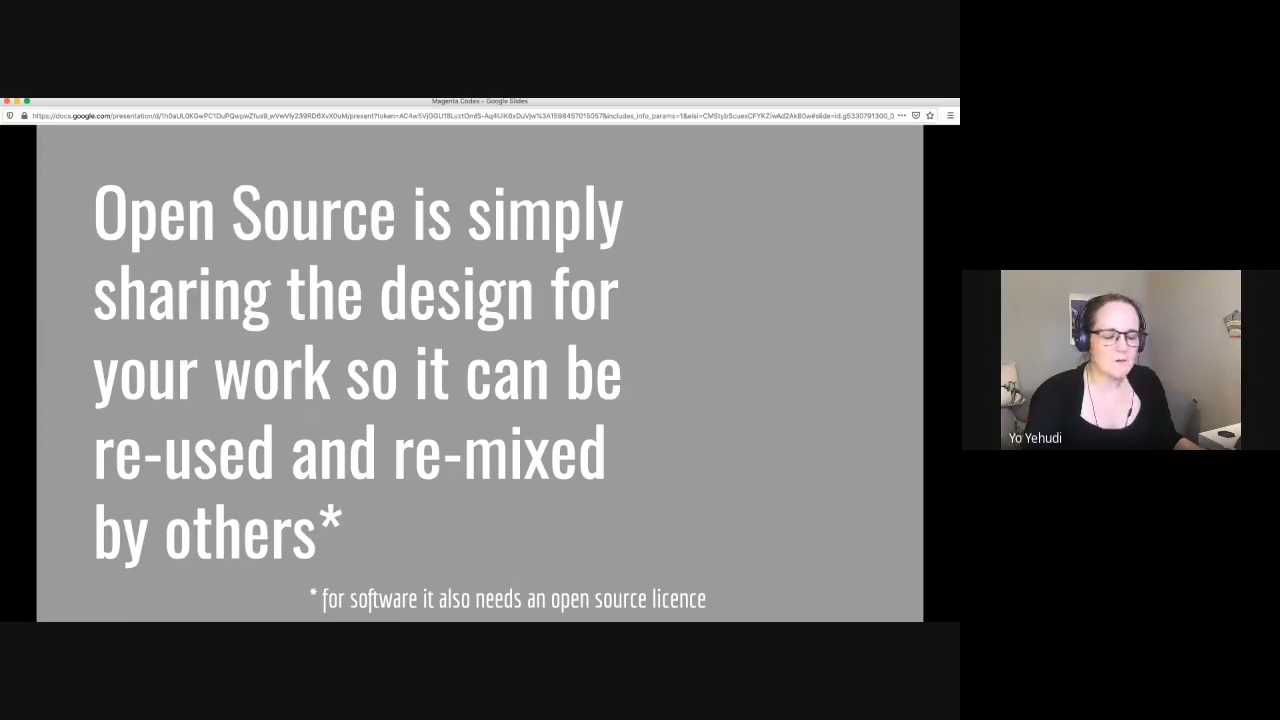 Magenta Codes - Google Slides
Open Source is simply
sharing the design for
your work so it can be
re-used and re-mixed
by others*
* for software it also needs an open source licence
Yo Yehudi